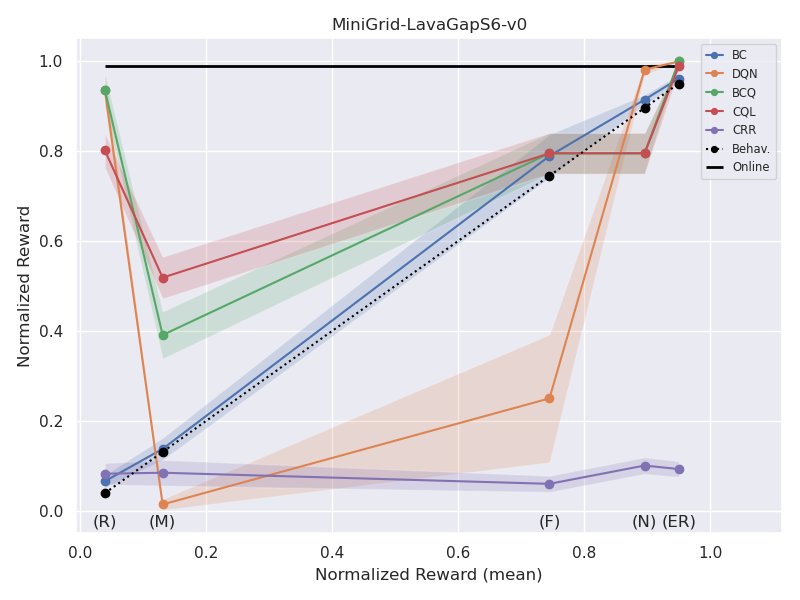 MiniGrid-LavaGapS6-v0
Normalized Reward
1.0
0.8
0.6
0.4
0.2
0.0
BC
DQN
BCQ
CQL
CRR
Behav.
Online
(R) (M) (F) (N) (ER)
0.0 0.2 0.4 0.6 0.8 1.0
Normalized Reward (mean)